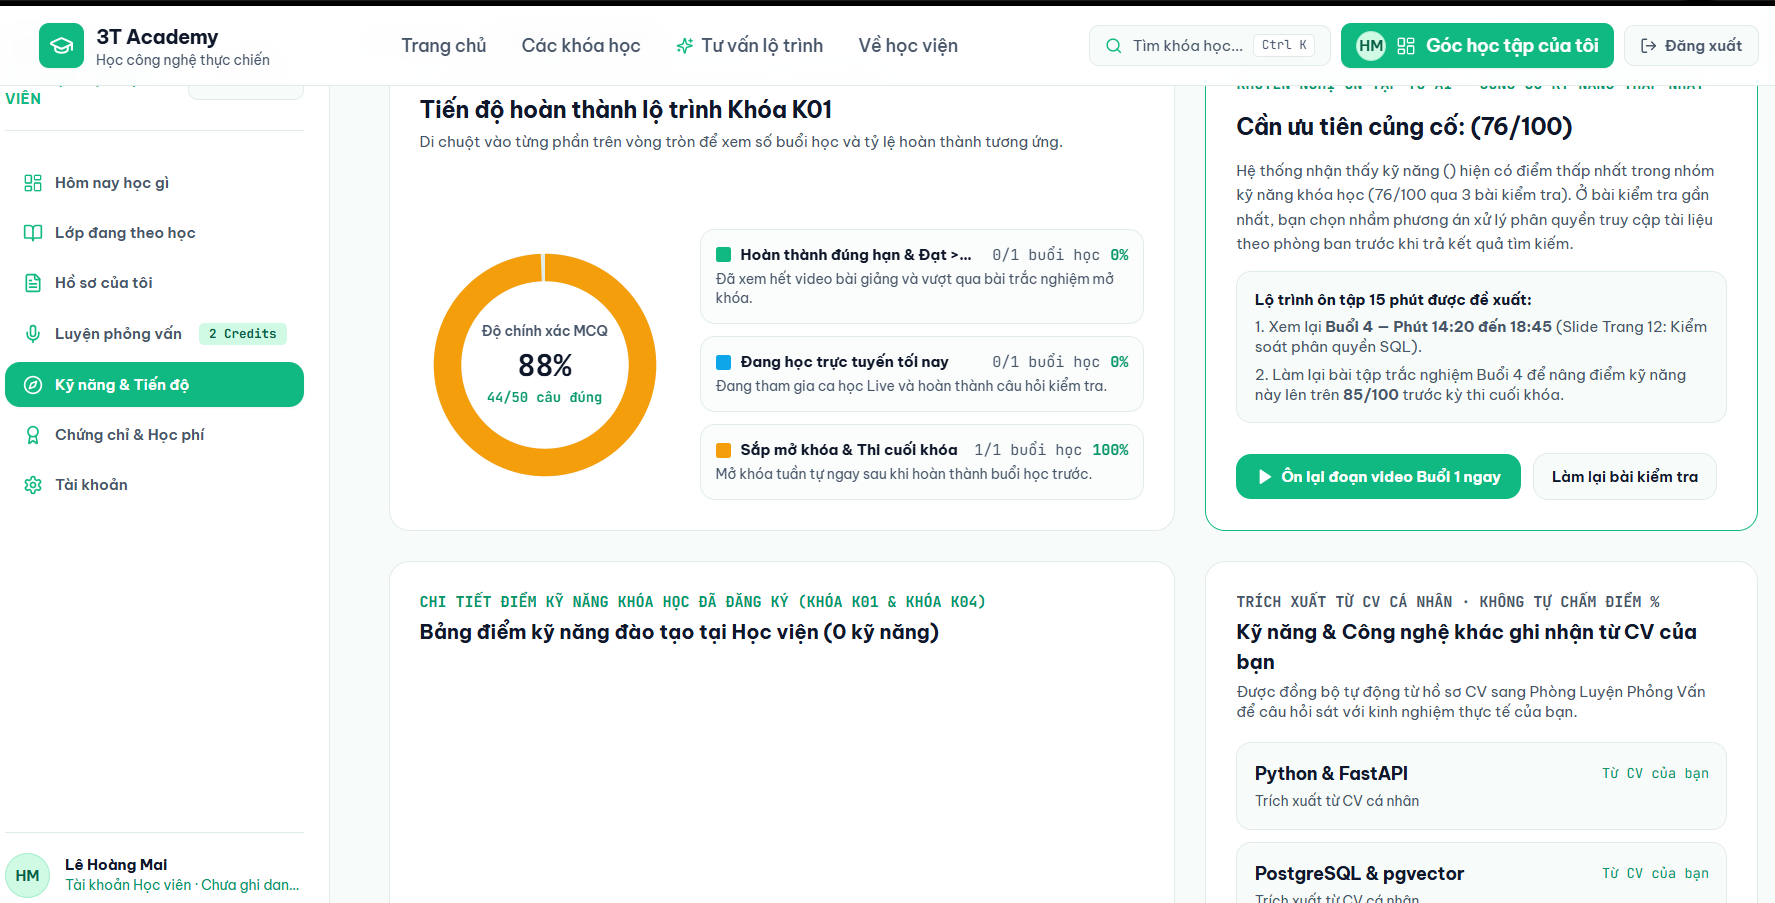 3T Academy
Học công nghệ thực chiến
Trang chủ
Các khóa học
Tư vấn lộ trình
Về học viện
Tìm khóa học...
Ctrl K
HM
Góc học tập của tôi
Đăng xuất
VIÊN
Hôm nay học gì
Lớp đang theo học
Hồ sơ của tôi
Luyện phỏng vấn
2 Credits
Kỹ năng & Tiến độ
Chứng chỉ & Học phí
Tài khoản
HM
Lê Hoàng Mai
Tài khoản Học viên · Chưa ghi dan...
Tiến độ hoàn thành lộ trình Khóa K01
Di chuột vào từng phần trên vòng tròn để xem số buổi học và tỷ lệ hoàn thành tương ứng.
Độ chính xác MCQ
88%
44/50 câu đúng
Hoàn thành đúng hạn & Đạt >...
0/1 buổi học 0%
Đã xem hết video bài giảng và vượt qua bài trắc nghiệm mở
khóa.
Đang học trực tuyến tối nay
0/1 buổi học 0%
Đang tham gia ca học Live và hoàn thành câu hỏi kiểm tra.
Sắp mở khóa & Thi cuối khóa
1/1 buổi học 100%
Mở khóa tuần tự ngay sau khi hoàn thành buổi học trước.
Cần ưu tiên củng cố: (76/100)
Hệ thống nhận thấy kỹ năng () hiện có điểm thấp nhất trong nhóm
kỹ năng khóa học (76/100 qua 3 bài kiểm tra). Ở bài kiểm tra gần
nhất, bạn chọn nhầm phương án xử lý phân quyền truy cập tài liệu
theo phòng ban trước khi trả kết quả tìm kiếm.
Lộ trình ôn tập 15 phút được đề xuất:
1. Xem lại Buổi 4 — Phút 14:20 đến 18:45 (Slide Trang 12: Kiểm
soát phân quyền SQL).
2. Làm lại bài tập trắc nghiệm Buổi 4 để nâng điểm kỹ năng
này lên trên 85/100 trước kỳ thi cuối khóa.
Ôn lại đoạn video Buổi 1 ngay
Làm lại bài kiểm tra
CHI TIẾT ĐIỂM KỸ NĂNG KHÓA HỌC ĐÃ ĐĂNG KÝ (KHÓA K01 & KHÓA K04)
Bảng điểm kỹ năng đào tạo tại Học viện (0 kỹ năng)
TRÍCH XUẤT TỪ CV CÁ NHÂN · KHÔNG TỰ CHẤM ĐIỂM %
Kỹ năng & Công nghệ khác ghi nhận từ CV của
bạn
Được đồng bộ tự động từ hồ sơ CV sang Phòng Luyện Phỏng Vấn
để câu hỏi sát với kinh nghiệm thực tế của bạn.
Python & FastAPI
Từ CV của bạn
Trích xuất từ CV cá nhân
PostgreSQL & pgvector
Từ CV của bạn
Trích xuất từ CV cá nhân